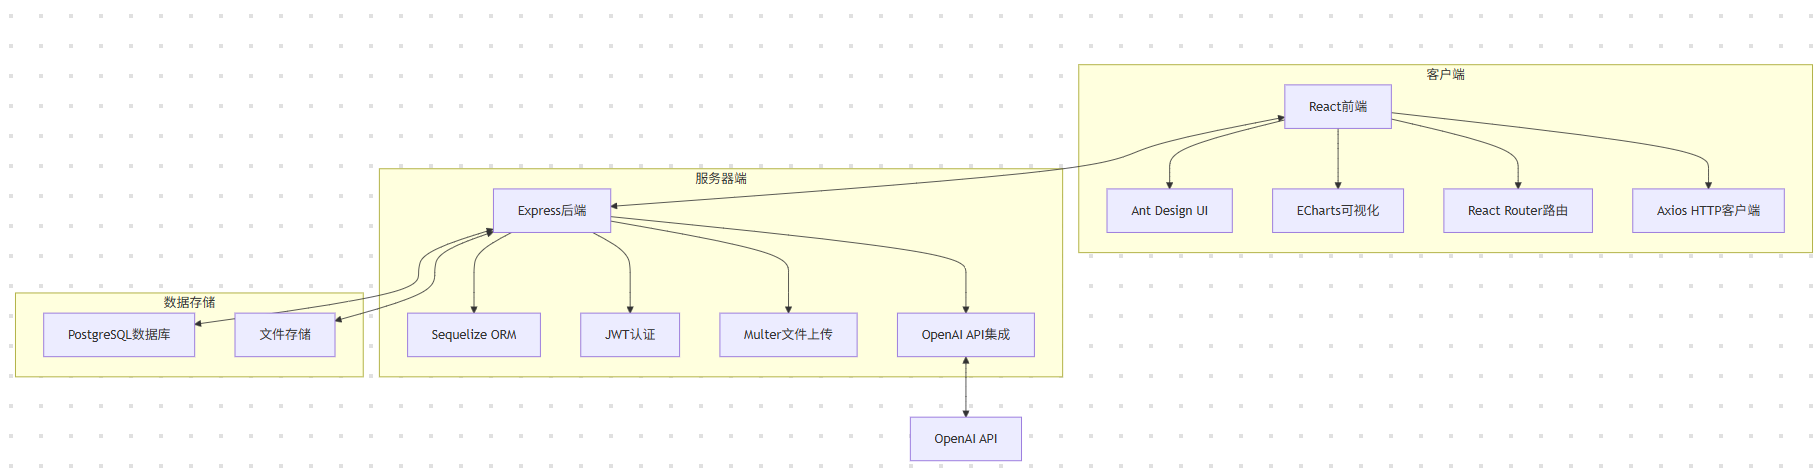 客户端
React前端
Ant Design UI
ECharts可视化
React Router路由
Axios HTTP客户端
服务器端
Express后端
Sequelize ORM
JWT认证
Multer文件上传
OpenAI API集成
数据存储
PostgreSQL数据库
文件存储
OpenAI API